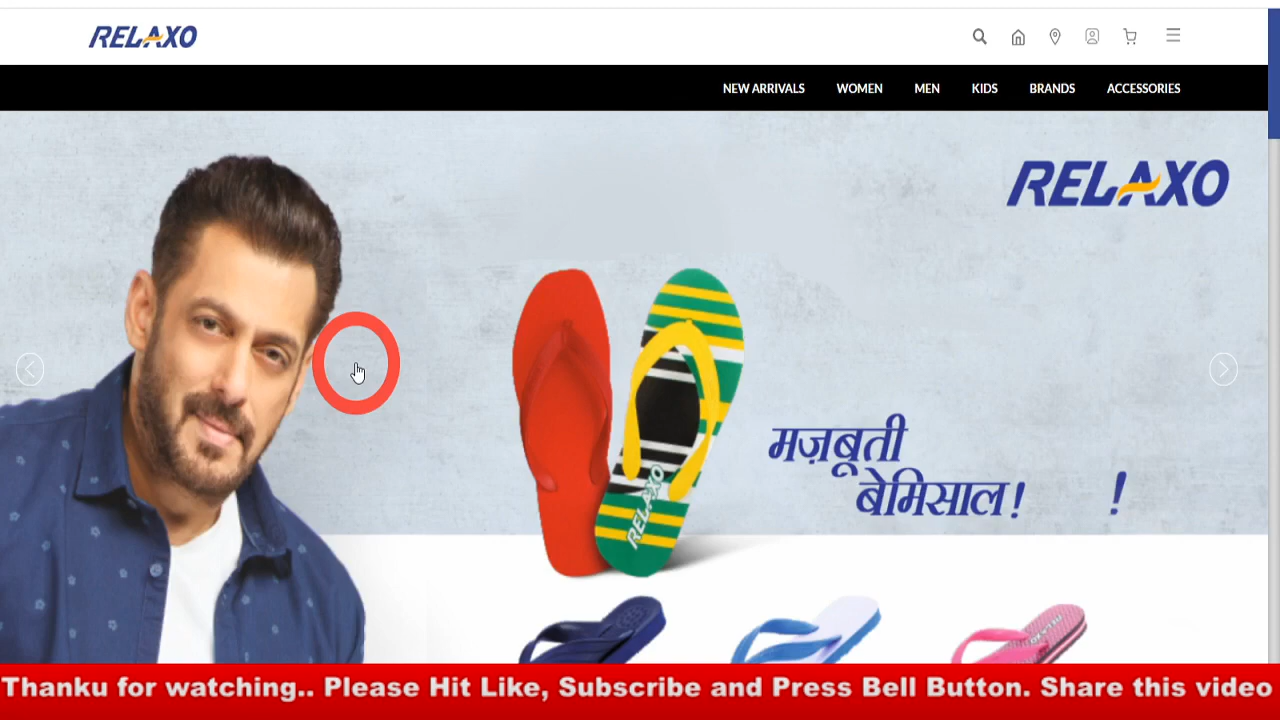 RELAXO
NEW ARRIVALS WOMEN MEN KIDS BRANDS ACCESSORIES
RELAXO
मज़बूती
बेमिसाल! !
RELAXO
RELAXO
Thanku for watching.. Please Hit Like, Subscribe and Press Bell Button. Share this video